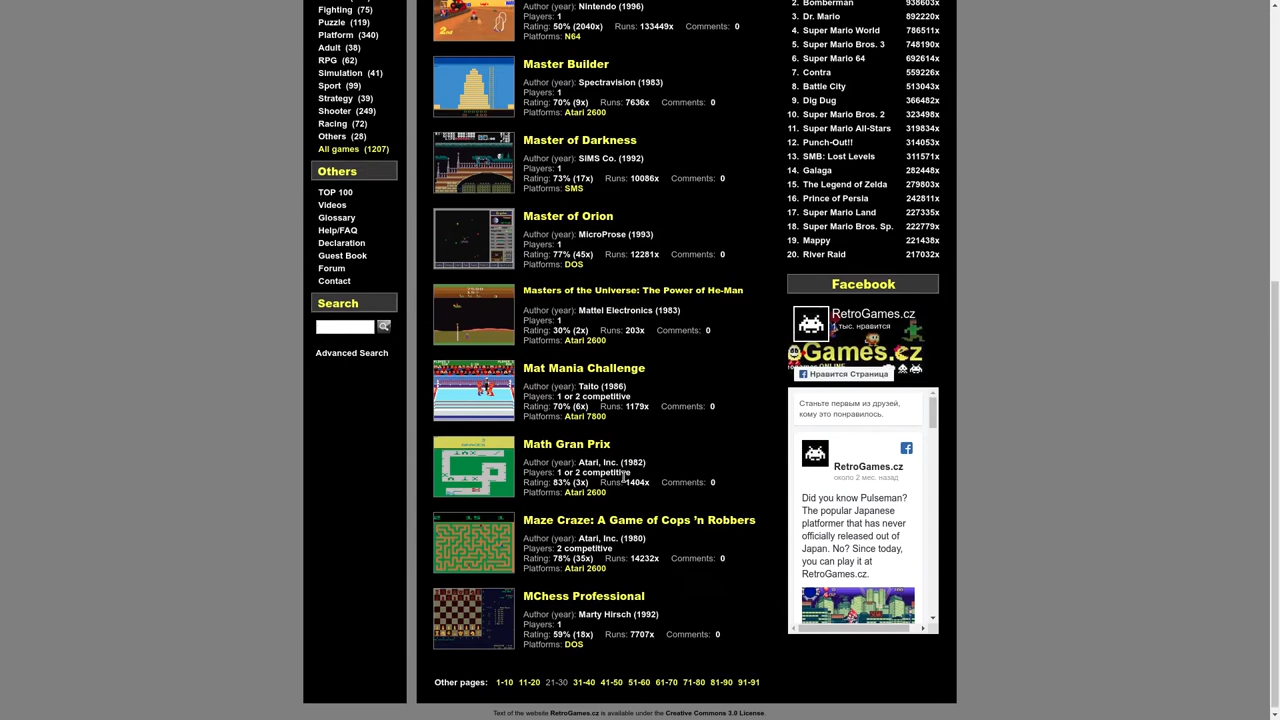 Fighting (75)
Puzzle (119)
Platform (340)
Adult (38)
RPG (62)
Simulation (41)
Sport (99)
Strategy (39)
Shooter (249)
Racing (72)
Others (28)
All games (1207)
Others
TOP 100
Videos
Glossary
Help/FAQ
Declaration
Guest Book
Forum
Contact
Search
Advanced Search
Author (year): Nintendo (1996)
Players: 1
Rating: 50% (2040x) Runs: 133449x Comments: 0
Platforms: N64
Master Builder
Author (year): Spectravision (1983)
Players: 1
Rating: 70% (9x) Runs: 7636x Comments: 0
Platforms: Atari 2600
Master of Darkness
Author (year): SIMS Co. (1992)
Players: 1
Rating: 73% (17x) Runs: 10086x Comments: 0
Platforms: SMS
Master of Orion
Author (year): MicroProse (1993)
Players: 1
Rating: 77% (45x) Runs: 12281x Comments: 0
Platforms: DOS
Masters of the Universe: The Power of He-Man
Author (year): Mattel Electronics (1983)
Players: 1
Rating: 30% (2x) Runs: 203x Comments: 0
Platforms: Atari 2600
Mat Mania Challenge
Author (year): Taito (1986)
Players: 1 or 2 competitive
Rating: 70% (6x) Runs: 1179x Comments: 0
Platforms: Atari 7800
Math Gran Prix
Author (year): Atari, Inc. (1982)
Players: 1 or 2 competitive
Rating: 83% (3x) Runs: 1404x Comments: 0
Platforms: Atari 2600
Maze Craze: A Game of Cops 'n Robbers
Author (year): Atari, Inc. (1980)
Players: 2 competitive
Rating: 78% (35x) Runs: 14232x Comments: 0
Platforms: Atari 2600
MChess Professional
Author (year): Marty Hirsch (1992)
Players: 1
Rating: 59% (18x) Runs: 7707x Comments: 0
Platforms: DOS
Other pages: 1-10 11-20 21-30 31-40 41-50 51-60 61-70 71-80 81-90 91-91
2. Bomberman 938603x
3. Dr. Mario 892220x
4. Super Mario World 786511x
5. Super Mario Bros. 3 748190x
6. Super Mario 64 692614x
7. Contra 559226x
8. Battle City 513043x
9. Dig Dug 366482x
10. Super Mario Bros. 2 323498x
11. Super Mario All-Stars 319834x
12. Punch-Out!! 314053x
13. SMB: Lost Levels 311571x
14. Galaga 282448x
15. The Legend of Zelda 279803x
16. Prince of Persia 242811x
17. Super Mario Land 227335x
18. Super Mario Bros. Sp. 222779x
19. Mappy 221438x
20. River Raid 217032x
Facebook
RetroGames.cz
1 тыс. нравится
Games.cz
Нравится Страница
Станьте первым из друзей,
кому это понравилось.
RetroGames.cz
около 2 мес. назад
Did you know Pulseman?
The popular Japanese
platformer that has never
officially released out of
Japan. No? Since today,
you can play it at
RetroGames.cz.
Text of the website RetroGames.cz is available under the Creative Commons 3.0 License.